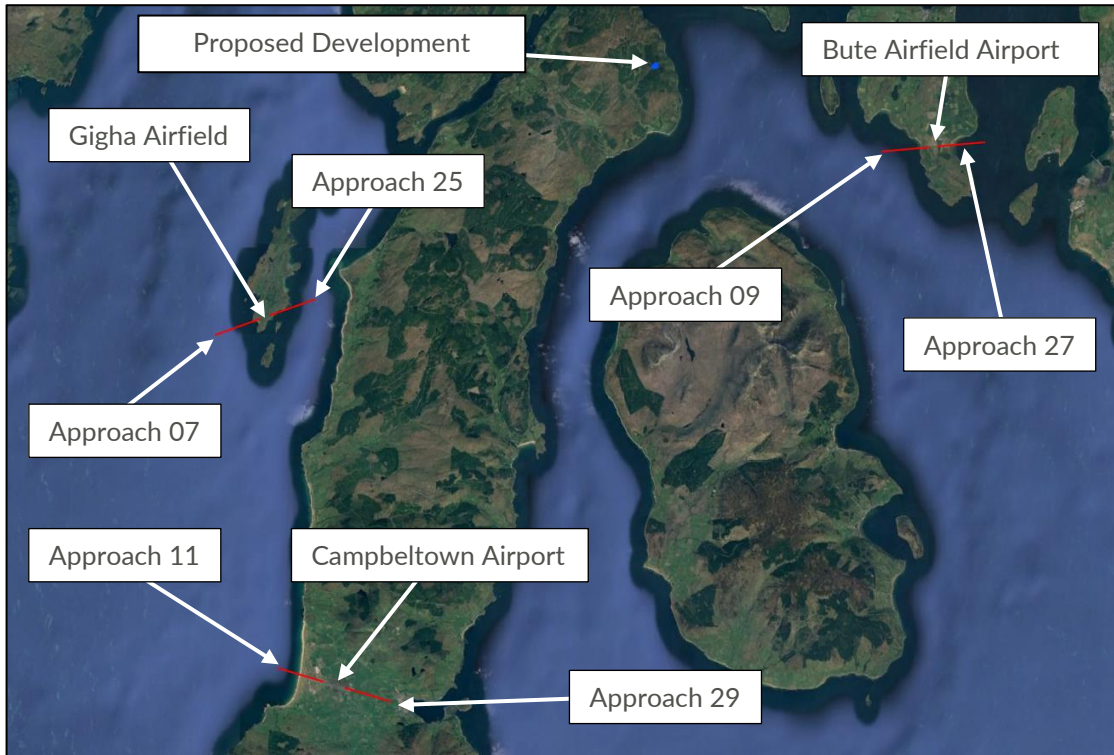 Proposed Development
Bute Airfield Airport
Gigha Airfield
Approach 25
Approach 09
Approach 27
Approach 07
Approach 11
Campbeltown Airport
Approach 29